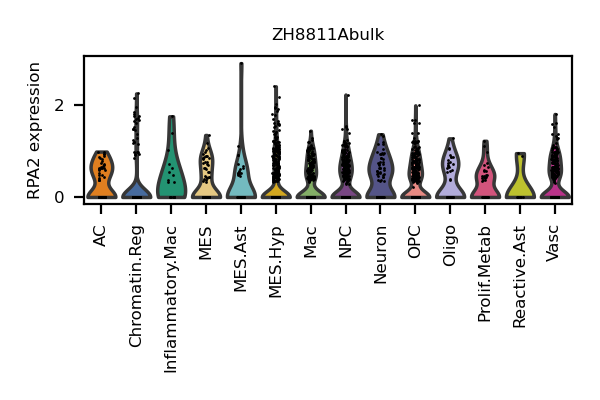 ZH8811Abulk
RPA2 expression
2
0
AC
Chromatin.Reg
Inflammatory.Mac
MES
MES.Ast
MES.Hyp
Mac
NPC
Neuron
OPC
Oligo
Prolif.Metab
Reactive.Ast
Vasc